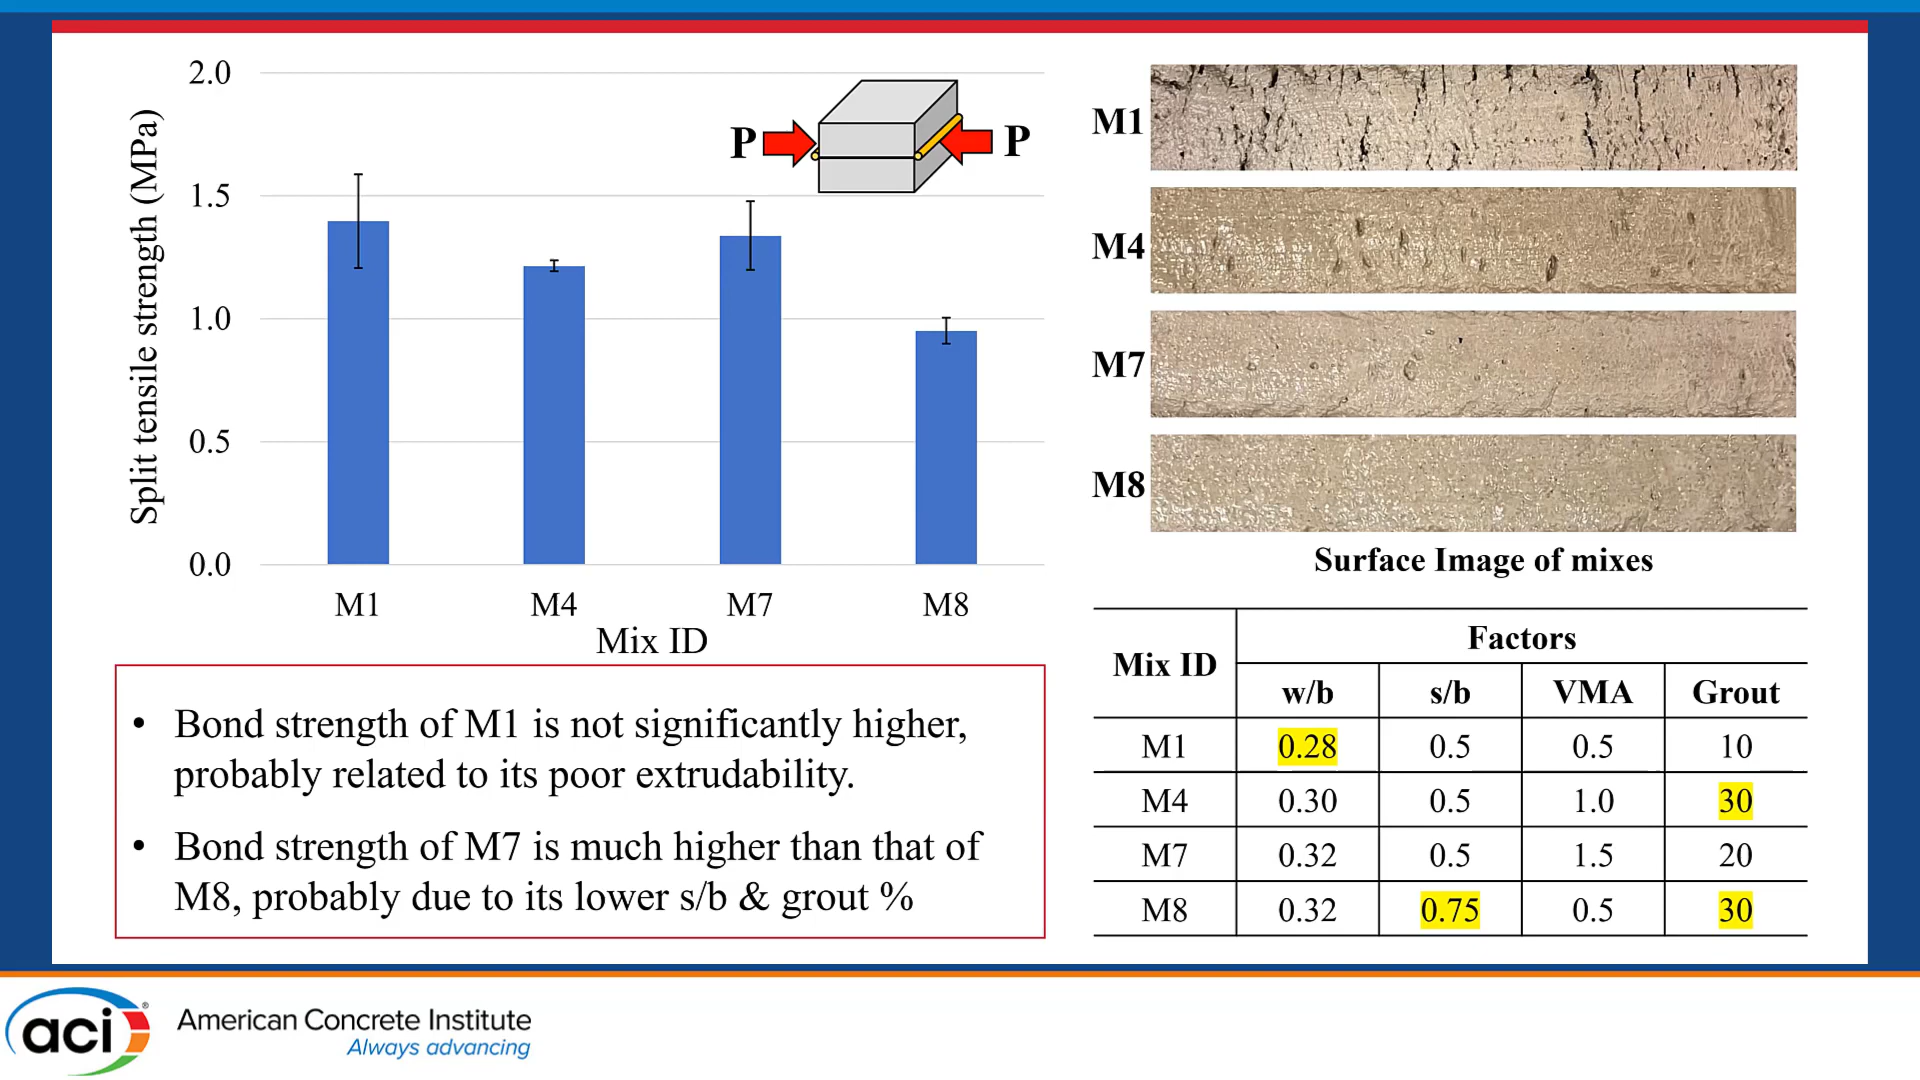 2.0
1.5
1.0
0.5
0.0
Split tensile strength (MPa)
P
P
M1 M4 M7 M8
Mix ID
• Bond strength of M1 is not significantly higher,
probably related to its poor extrudability.
• Bond strength of M7 is much higher than that of
M8, probably due to its lower s/b & grout %
M1
M4
M7
M8
Surface Image of mixes
Mix ID Factors
w/b s/b VMA Grout
M1 0.28 0.5 0.5 10
M4 0.30 0.5 1.0 30
M7 0.32 0.5 1.5 20
M8 0.32 0.75 0.5 30
aci®
American Concrete Institute
Always advancing